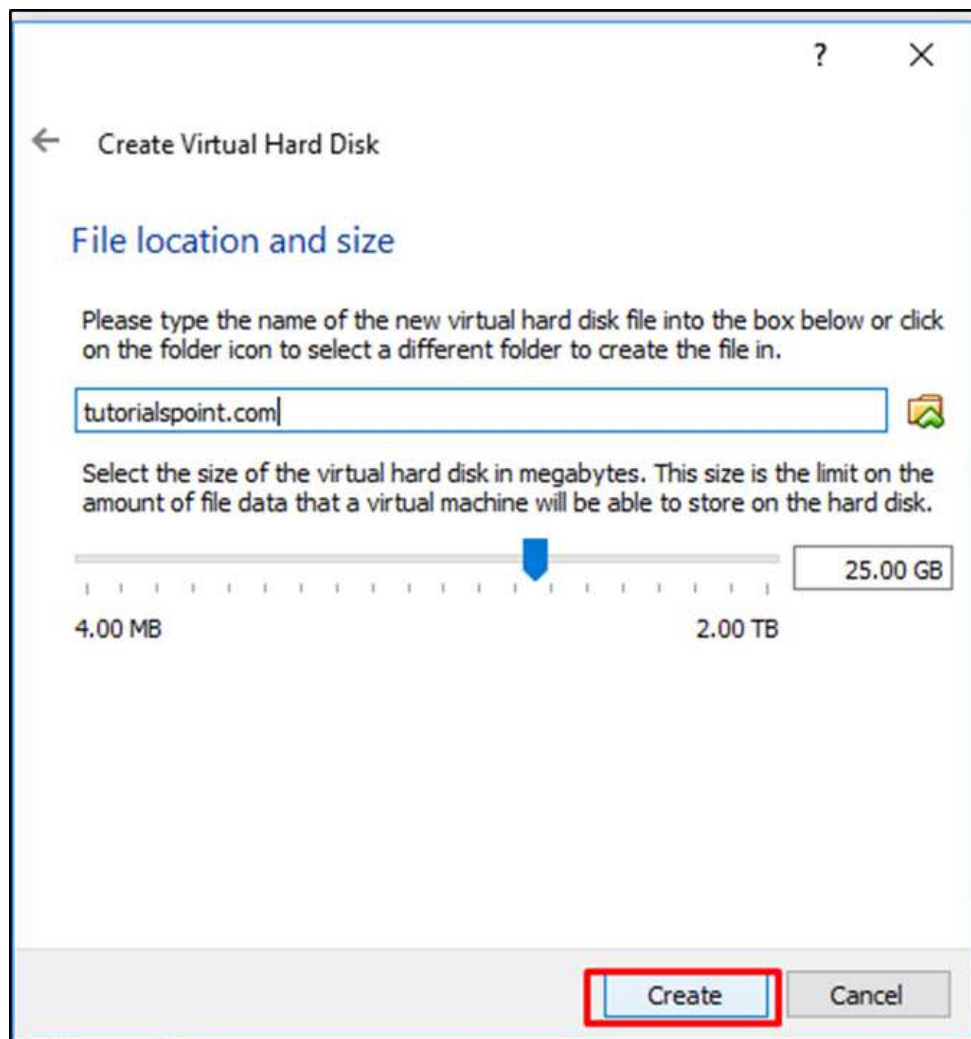 ?
Create Virtual Hard Disk
File location and size
Please type the name of the new virtual hard disk file into the box below or click
on the folder icon to select a different folder to create the file in.
tutorialspoint.com
Select the size of the virtual hard disk in megabytes. This size is the limit on the
amount of file data that a virtual machine will be able to store on the hard disk.
25.00 GB
4.00 MB 2.00 TB
Create Cancel